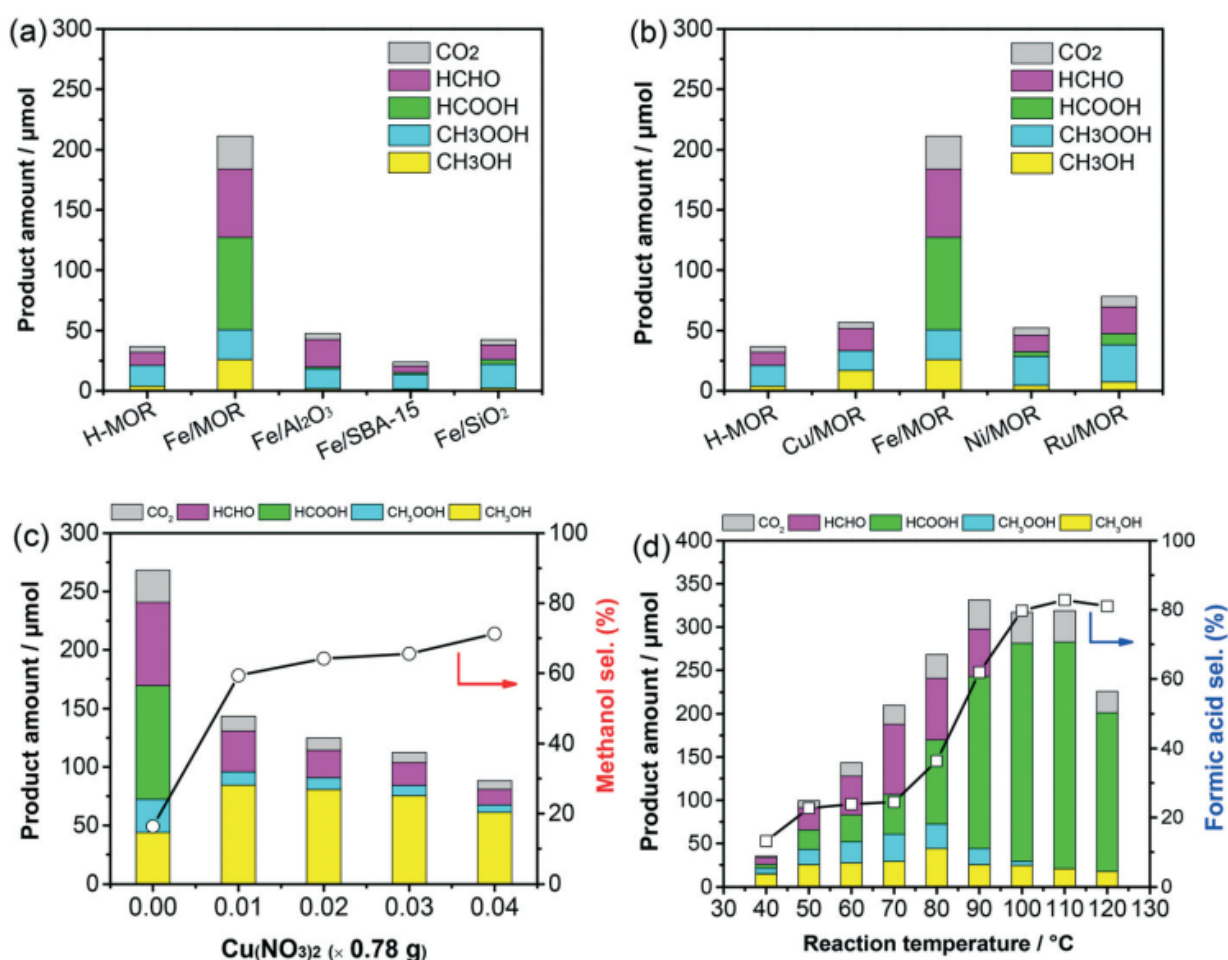 (a)
300
250
200
150
100
50
0
Product amount / μmol
CO2
HCHO
HCOOH
CH3OOH
CH3OH
H-MOR
Fe/MOR
Fe/Al2O3
Fe/SBA-15
Fe/SiO2
(b)
300
250
200
150
100
50
0
Product amount / μmol
CO2
HCHO
HCOOH
CH3OOH
CH3OH
H-MOR
Cu/MOR
Fe/MOR
Ni/MOR
Ru/MOR
CO2 HCHO HCOOH CH3OOH CH3OH
(c)
300
250
200
150
100
50
0
Product amount / μmol
100
80
60
40
20
0
Methanol sel. (%)
0.00 0.01 0.02 0.03 0.04
Cu(NO3)2 (× 0.78 g)
CO2 HCHO HCOOH CH3OOH CH3OH
(d)
400
350
300
250
200
150
100
50
0
Product amount / μmol
100
80
60
40
20
0
Formic acid sel. (%)
30 40 50 60 70 80 90 100 110 120 130
Reaction temperature / °C